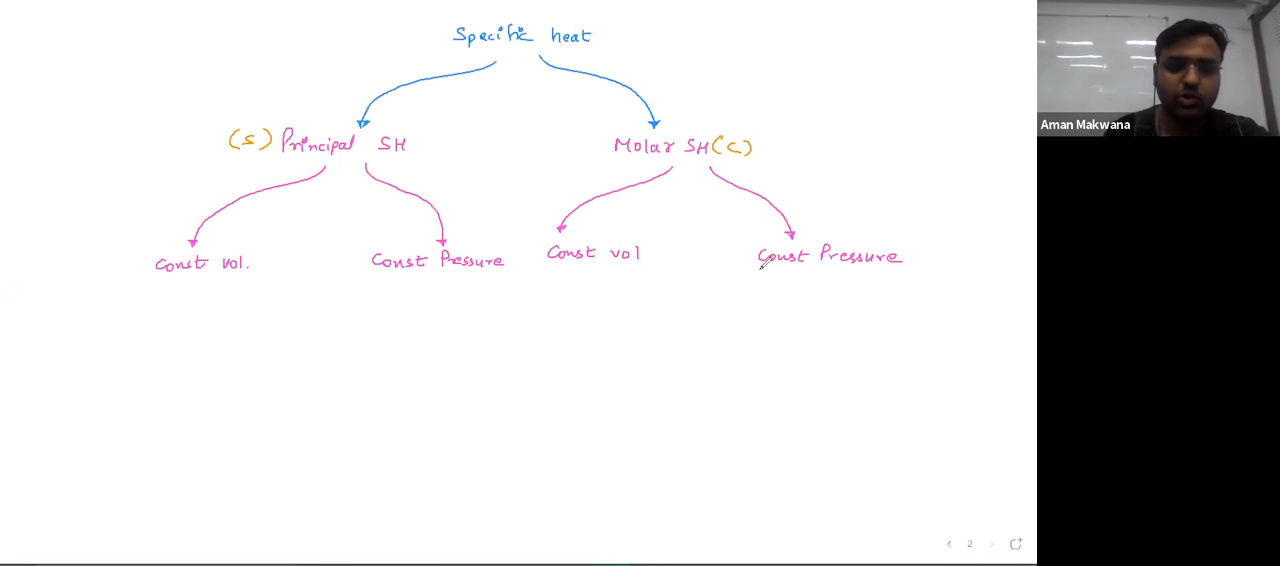 Specific heat
Aman Makwana
(S) Principal SH
Molar SH (C)
Const vol.
Const Pressure
Const vol
Const Pressure
2